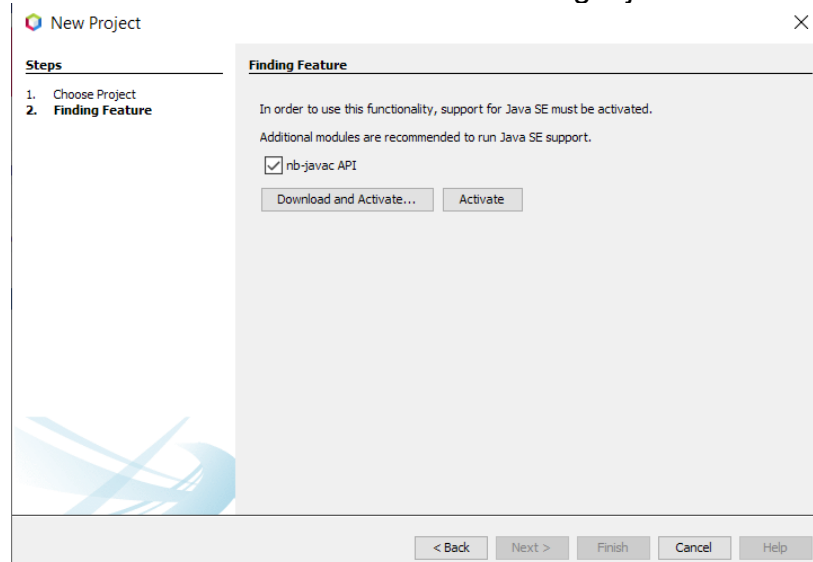 New Project
Steps
1. Choose Project
2. Finding Feature
Finding Feature
In order to use this functionality, support for Java SE must be activated.
Additional modules are recommended to run Java SE support.
nb-javac API
Download and Activate... Activate
< Back Next > Finish Cancel Help